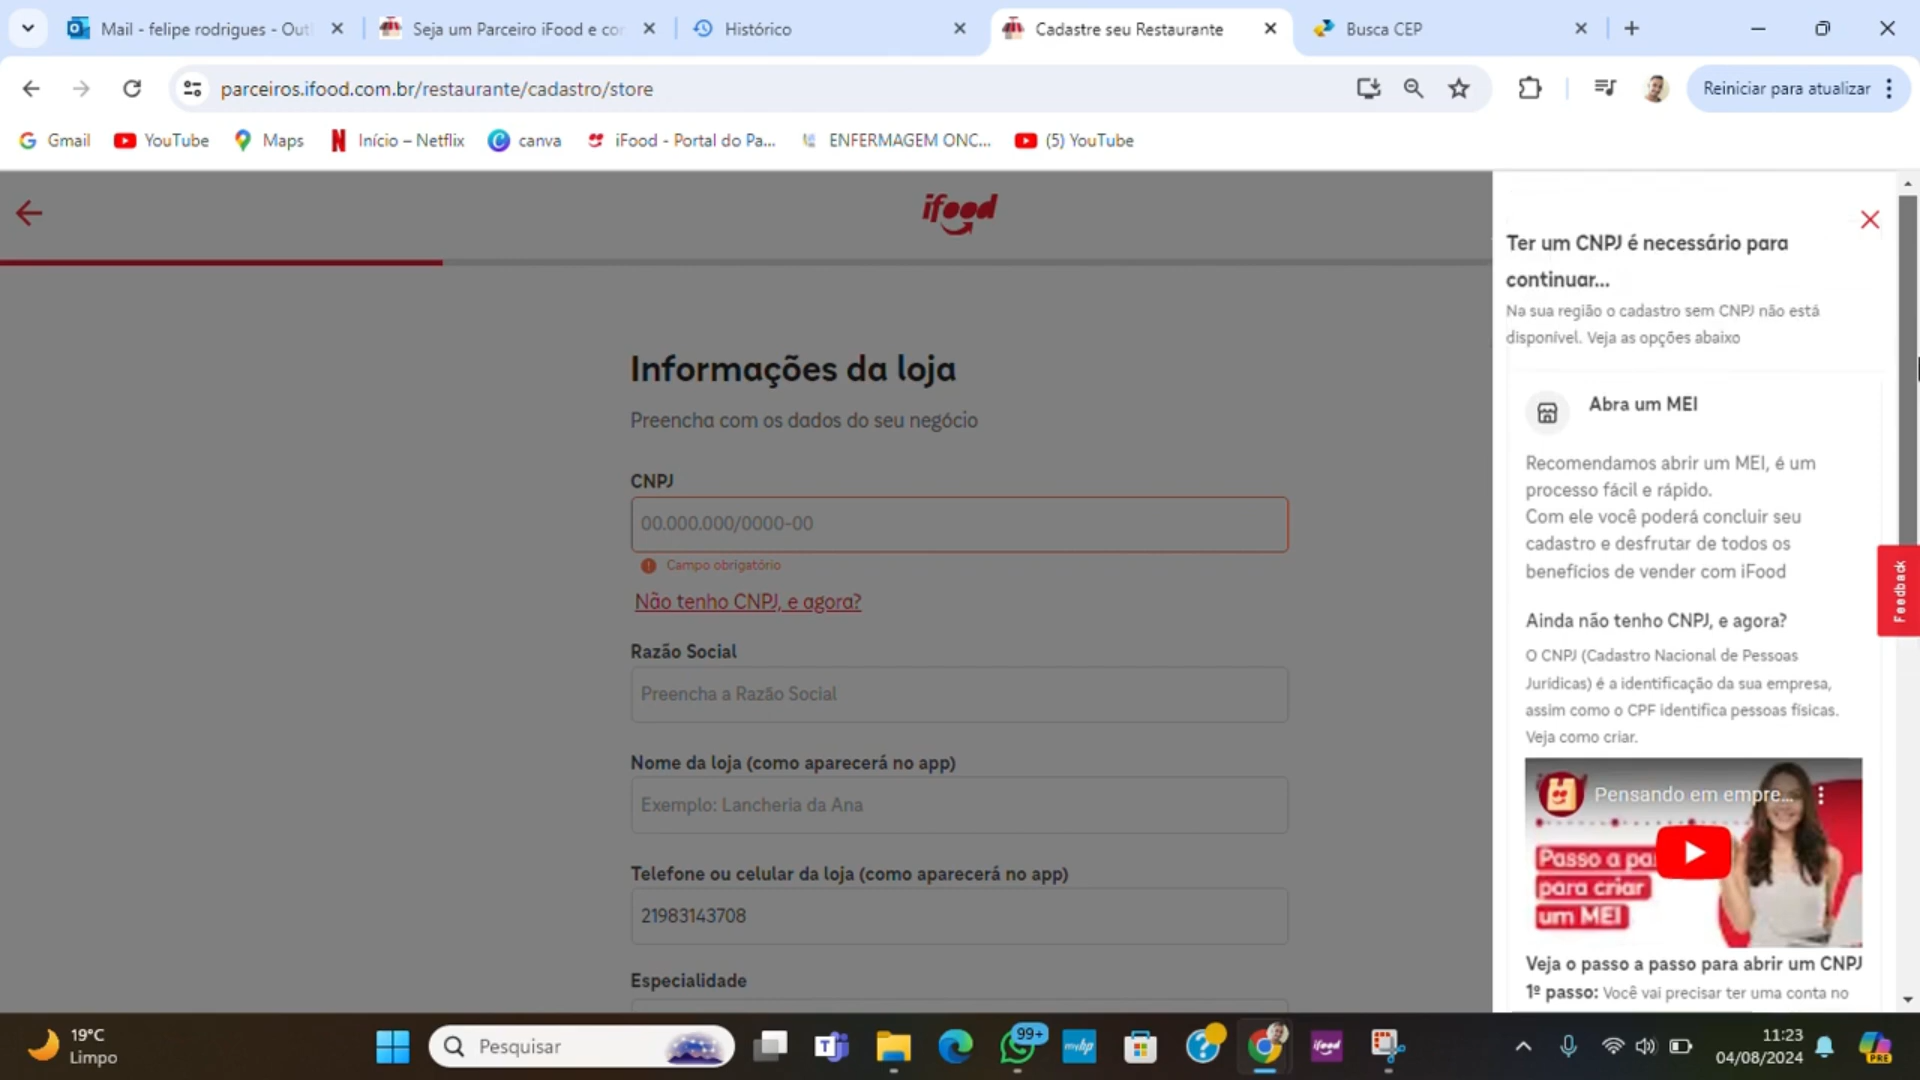 Mail - felipe rodrigues - Out
Seja um Parceiro iFood e co
Histórico
Cadastre seu Restaurante
Busca CEP
parceiros.ifood.com.br/restaurante/cadastro/store
Reiniciar para atualizar
Gmail
YouTube
Maps
Início – Netflix
canva
iFood - Portal do Pa...
ENFERMAGEM ONC...
(5) YouTube
ifood
Informações da loja
Preencha com os dados do seu negócio
CNPJ
00.000.000/0000-00
Campo obrigatório
Não tenho CNPJ, e agora?
Razão Social
Preencha a Razão Social
Nome da loja (como aparecerá no app)
Exemplo: Lancheria da Ana
Telefone ou celular da loja (como aparecerá no app)
21983143708
Especialidade
Ter um CNPJ é necessário para
continuar...
Na sua região o cadastro sem CNPJ não está
disponível. Veja as opções abaixo
Abra um MEI
Recomendamos abrir um MEI, é um
processo fácil e rápido.
Com ele você poderá concluir seu
cadastro e desfrutar de todos os
benefícios de vender com iFood
Ainda não tenho CNPJ, e agora?
O CNPJ (Cadastro Nacional de Pessoas
Jurídicas) é a identificação da sua empresa,
assim como o CPF identifica pessoas físicas.
Veja como criar.
Pensando em empre...
Passo a pa
para criar
um MEI
Veja o passo a passo para abrir um CNPJ
1º passo: Você vai precisar ter uma conta no
Feedback
19°C
Limpo
Pesquisar
99+
myhp
ifood
11:23
04/08/2024
PRE